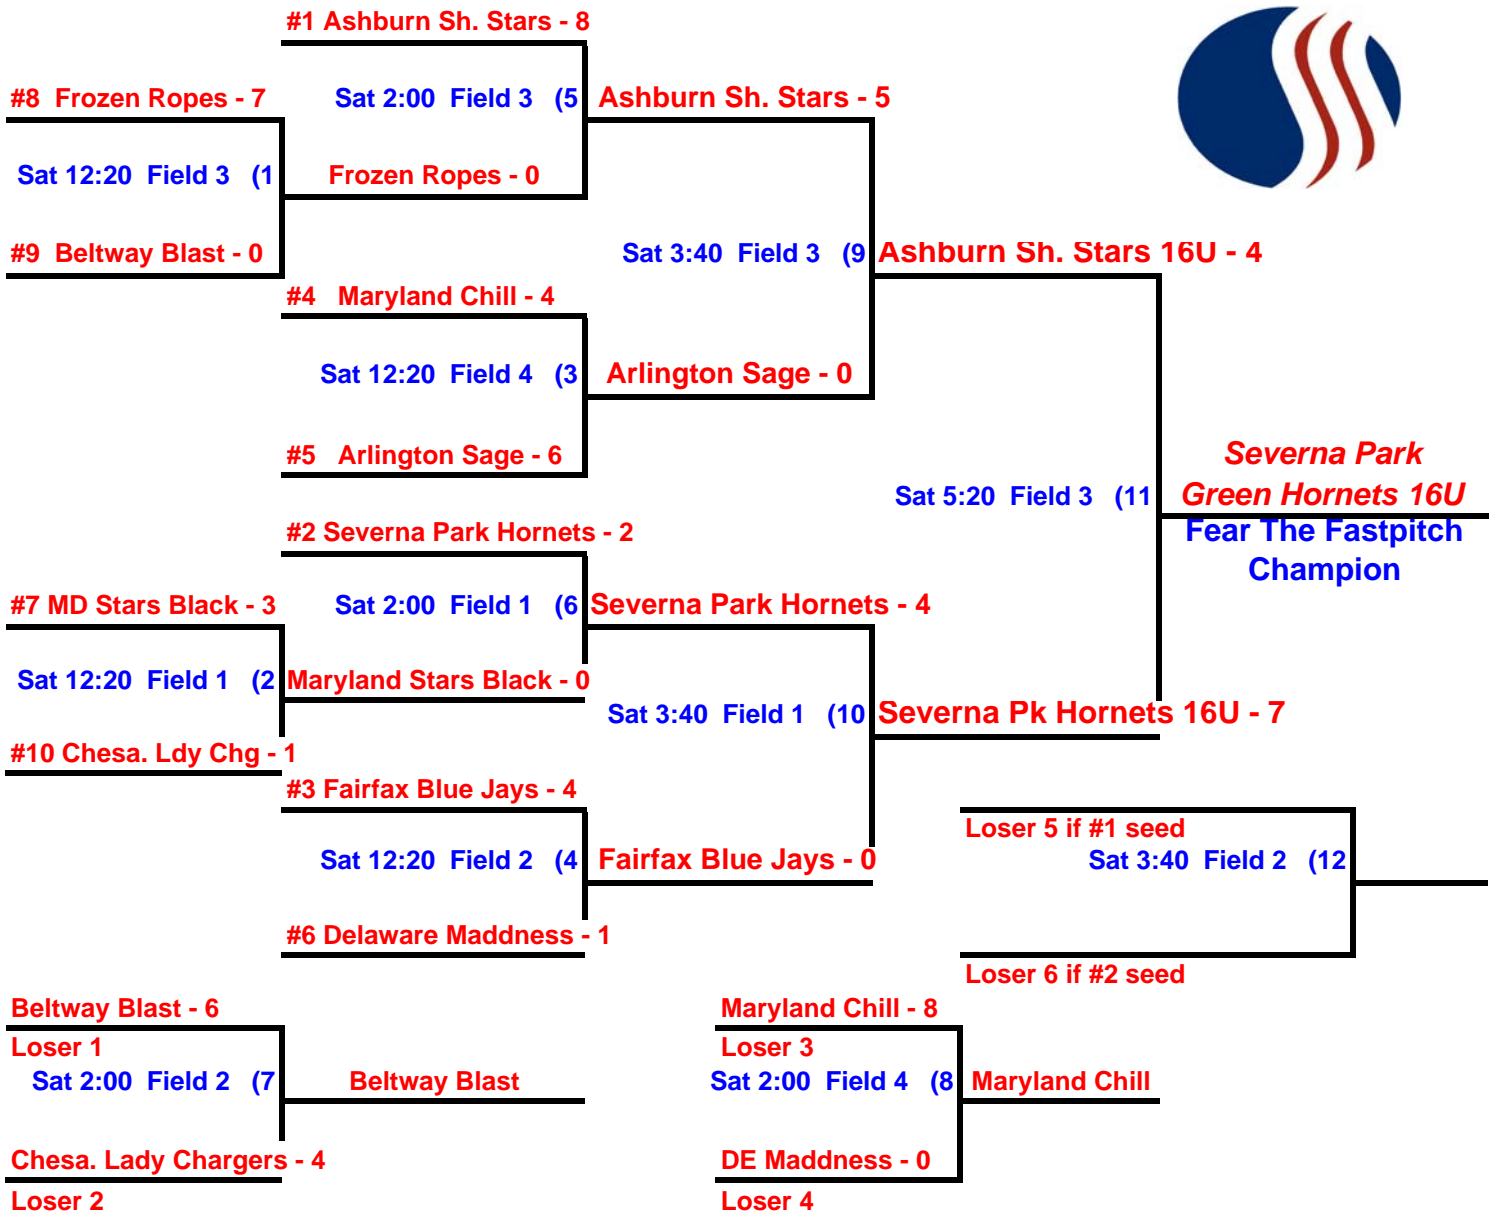 #1 Ashburn Sh. Stars - 8
#8 Frozen Ropes - 7
Sat 2:00 Field 3 (5
Ashburn Sh. Stars - 5
Sat 12:20 Field 3 (1
Frozen Ropes - 0
#9 Beltway Blast - 0
Sat 3:40 Field 3 (9
Ashburn Sh. Stars 16U - 4
#4 Maryland Chill - 4
Sat 12:20 Field 4 (3
Arlington Sage - 0
#5 Arlington Sage - 6
Severna Park
Green Hornets 16U
Sat 5:20 Field 3 (11
Fear The Fastpitch
Champion
#2 Severna Park Hornets - 2
#7 MD Stars Black - 3
Sat 2:00 Field 1 (6
Severna Park Hornets - 4
Sat 12:20 Field 1 (2
Maryland Stars Black - 0
Sat 3:40 Field 1 (10
Severna Pk Hornets 16U - 7
#10 Chesa. Ldy Chg - 1
#3 Fairfax Blue Jays - 4
Sat 12:20 Field 2 (4
Fairfax Blue Jays - 0
#6 Delaware Maddness - 1
Loser 5 if #1 seed
Sat 3:40 Field 2 (12
Loser 6 if #2 seed
Beltway Blast - 6
Loser 1
Sat 2:00 Field 2 (7
Beltway Blast
Chesa. Lady Chargers - 4
Loser 2
Maryland Chill - 8
Loser 3
Sat 2:00 Field 4 (8
Maryland Chill
DE Maddness - 0
Loser 4